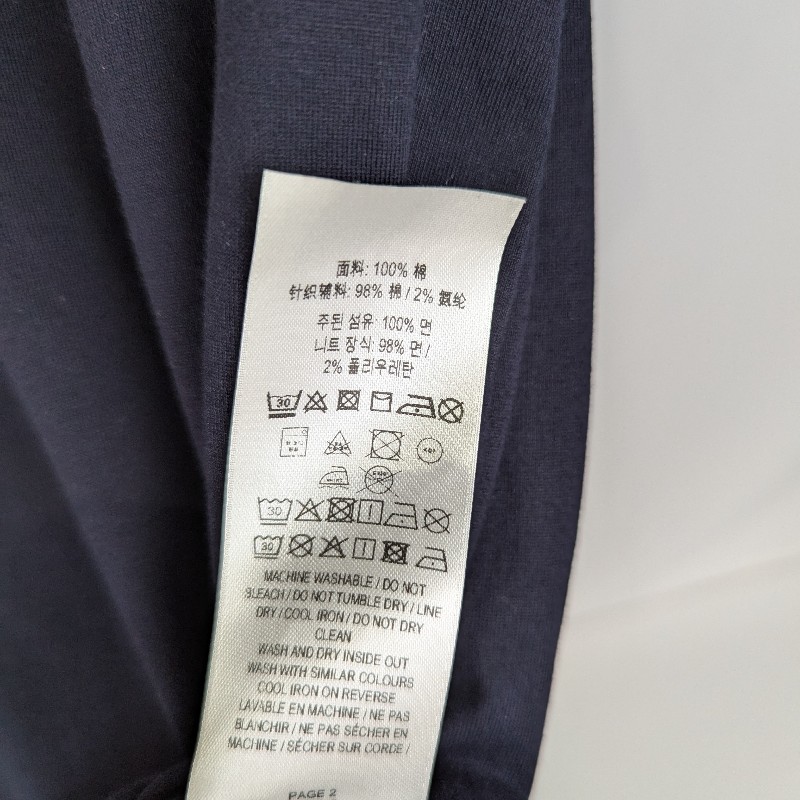 面料: 100% 棉
针织辅料: 98% 棉 / 2% 氨纶
주된 섬유: 100% 면
니트 장식: 98% 면 /
2% 폴리우레탄
30
30
30
MACHINE WASHABLE / DO NOT
BLEACH / DO NOT TUMBLE DRY / LINE
DRY / COOL IRON / DO NOT DRY
CLEAN
WASH AND DRY INSIDE OUT
WASH WITH SIMILAR COLOURS
COOL IRON ON REVERSE
LAVABLE EN MACHINE / NE PAS
BLANCHIR / NE PAS SÉCHER EN
MACHINE / SÉCHER SUR CORDE /
PAGE 2